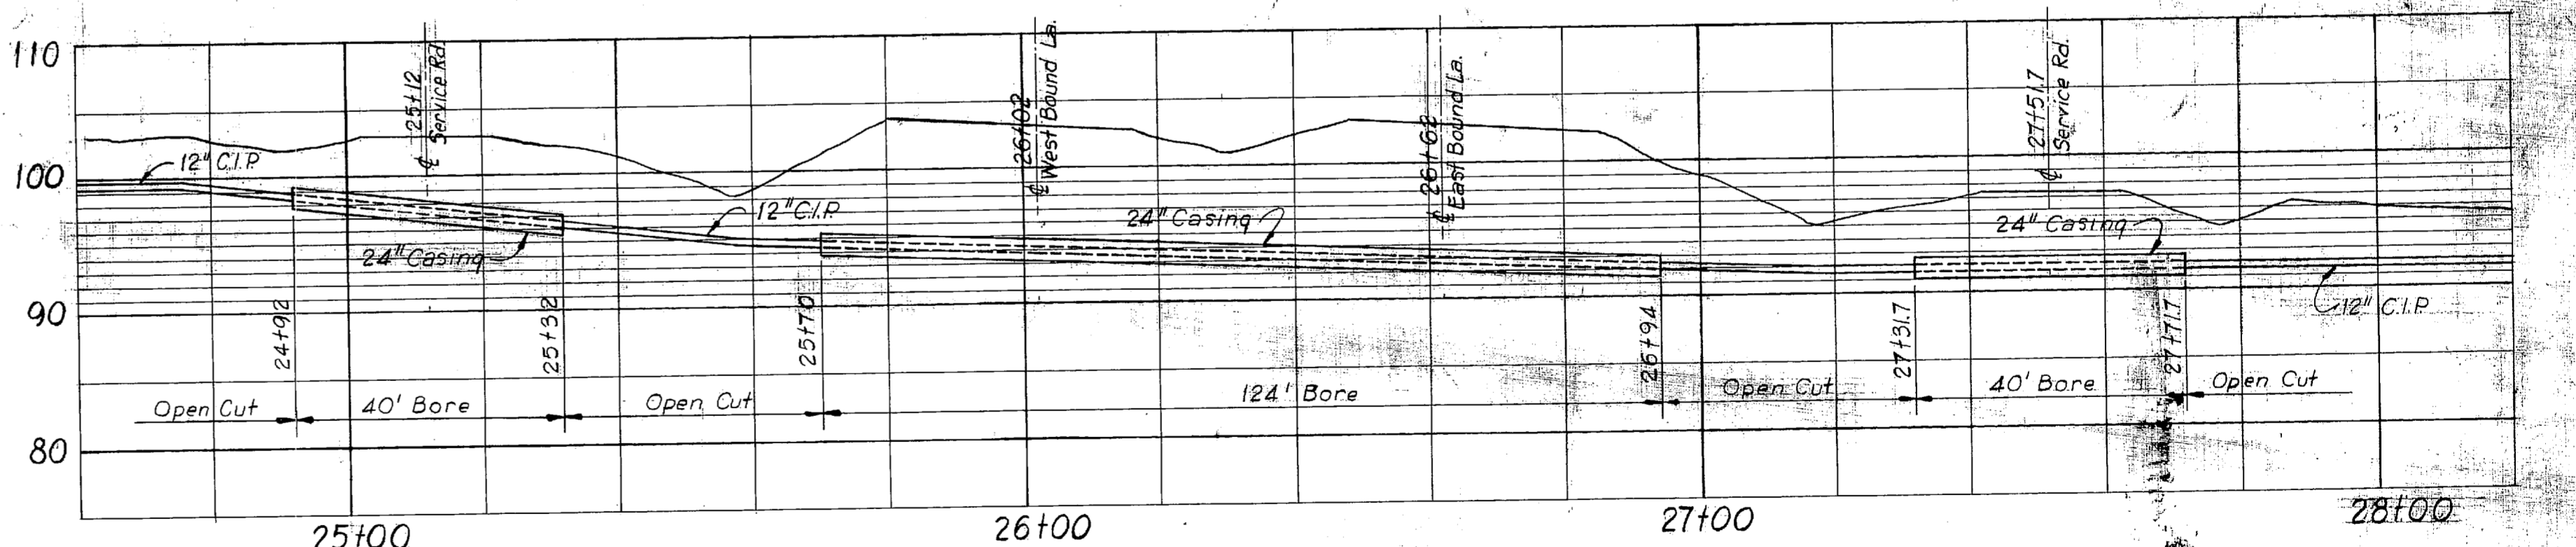 110
100
90
80
25+12
℄ Service Rd.
26+02
℄ West Bound La.
26+62
℄ East Bound La.
27+51.7
℄ Service Rd.
12" C.I.P.
24" Casing
12" C.I.P.
24" Casing
24" Casing
12" C.I.P.
24+92
25+32
25+70
26+94
27+31.7
27+71.7
Open Cut
40' Bore
Open Cut
124' Bore
Open Cut
40' Bore
Open Cut
25+00
26+00
27+00
28+00